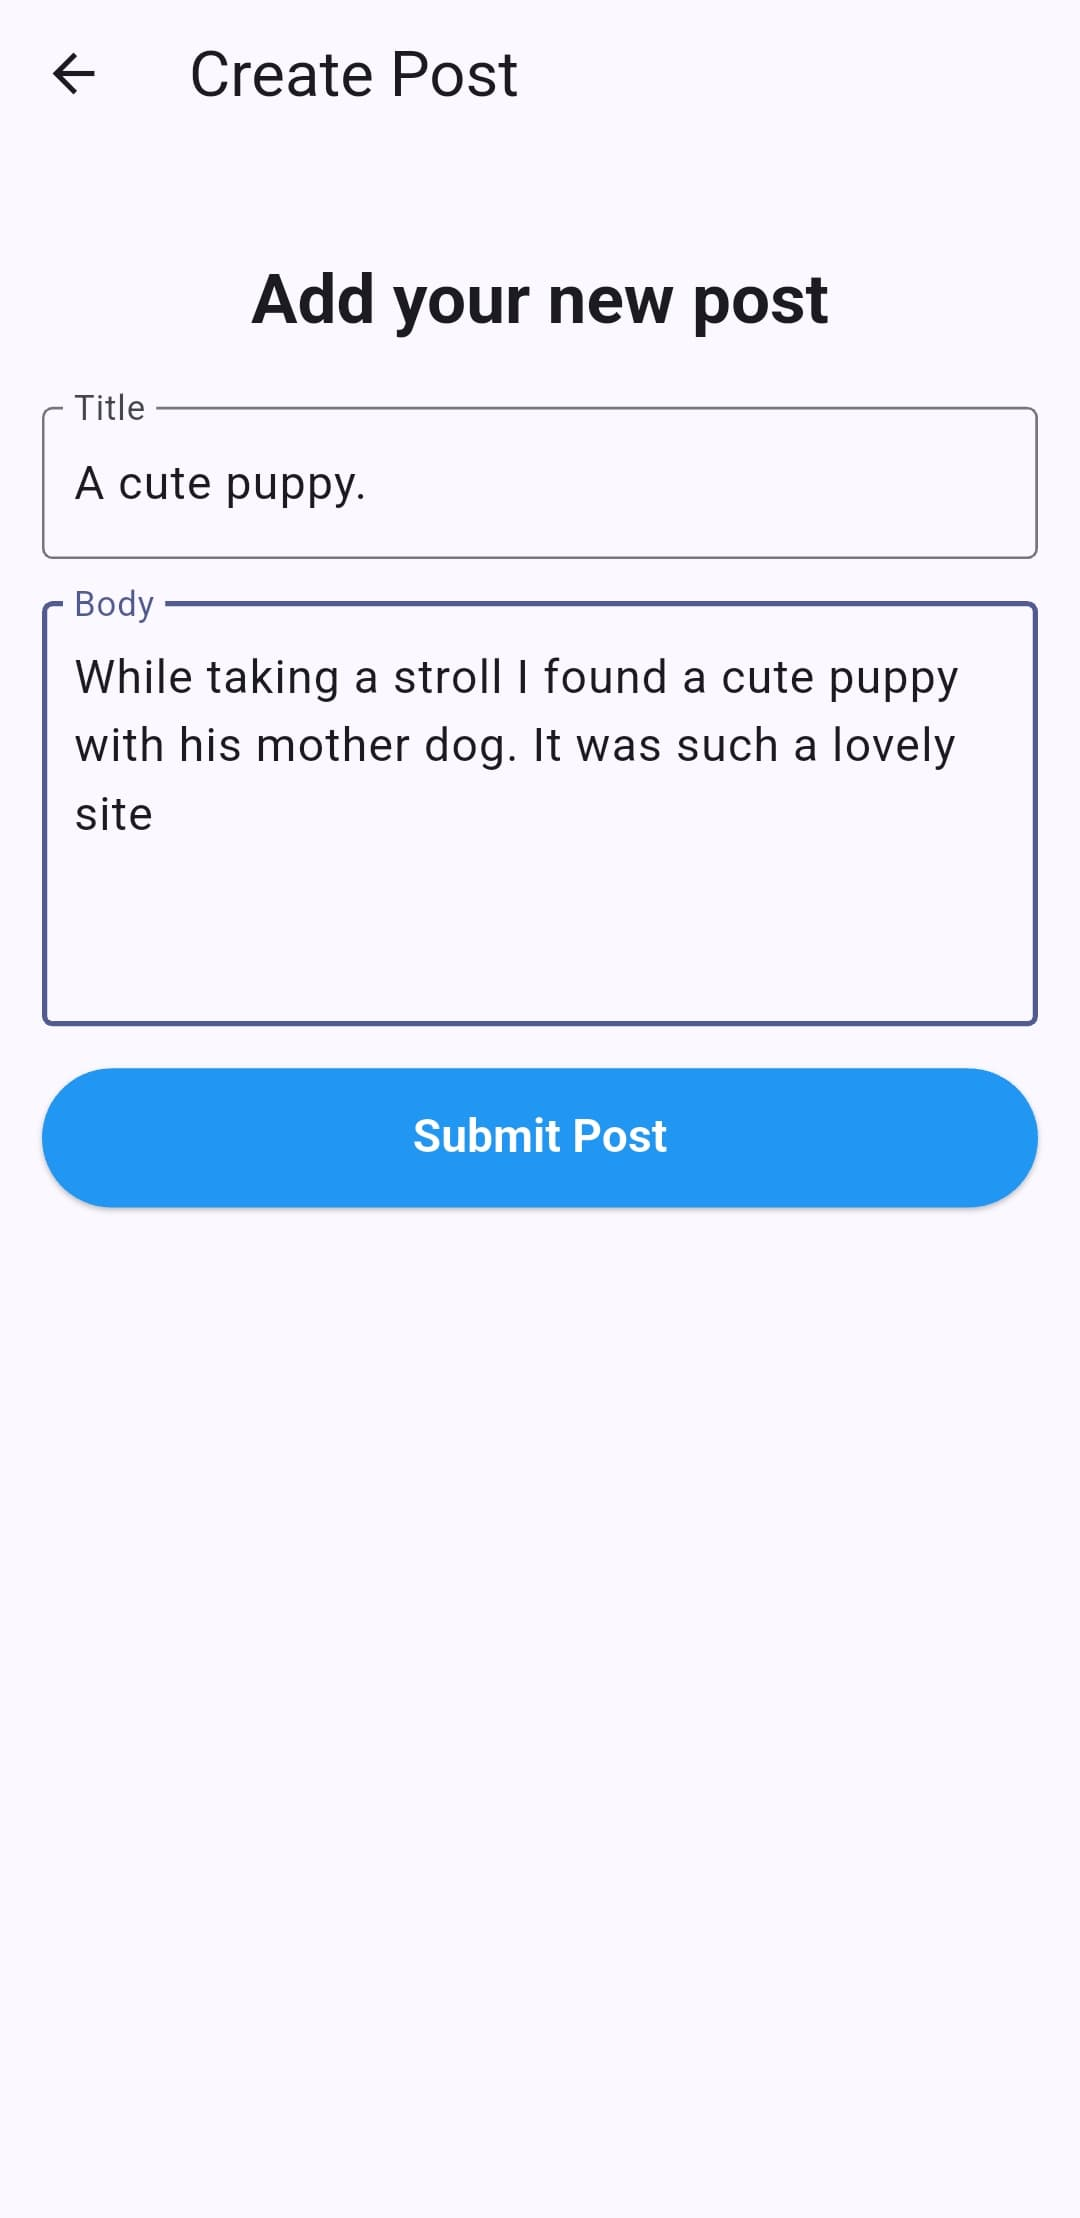 Create Post
Add your new post
Title
A cute puppy.
Body
While taking a stroll I found a cute puppy
with his mother dog. It was such a lovely
site
Submit Post